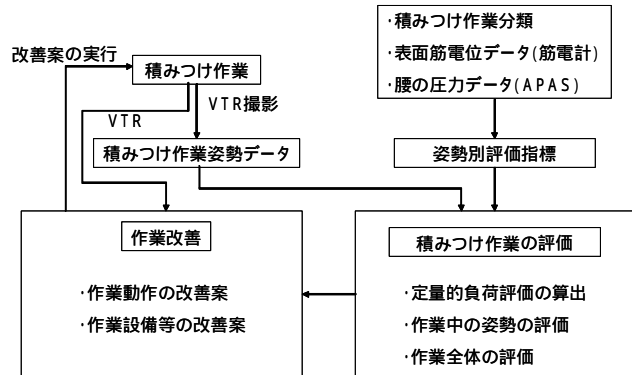 ・積みつけ作業分類
・表面筋電位データ(筋電計)
・腰の圧力データ(APAS)
改善案の実行
積みつけ作業
VTR撮影
VTR
積みつけ作業姿勢データ
姿勢別評価指標
作業改善
・作業動作の改善案
・作業設備等の改善案
積みつけ作業の評価
・定量的負荷評価の算出
・作業中の姿勢の評価
・作業全体の評価